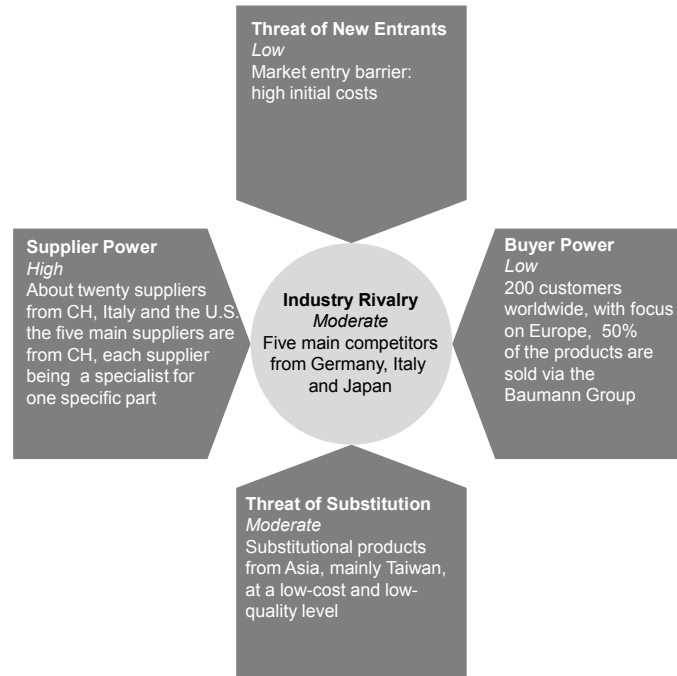 Threat of New Entrants
Low
Market entry barrier:
high initial costs
Supplier Power
High
About twenty suppliers
from CH, Italy and the U.S.
the five main suppliers are
from CH, each supplier
being a specialist for
one specific part
Industry Rivalry
Moderate
Five main competitors
from Germany, Italy
and Japan
Buyer Power
Low
200 customers
worldwide, with focus
on Europe, 50%
of the products are
sold via the
Baumann Group
Threat of Substitution
Moderate
Substitutional products
from Asia, mainly Taiwan,
at a low-cost and low-
quality level